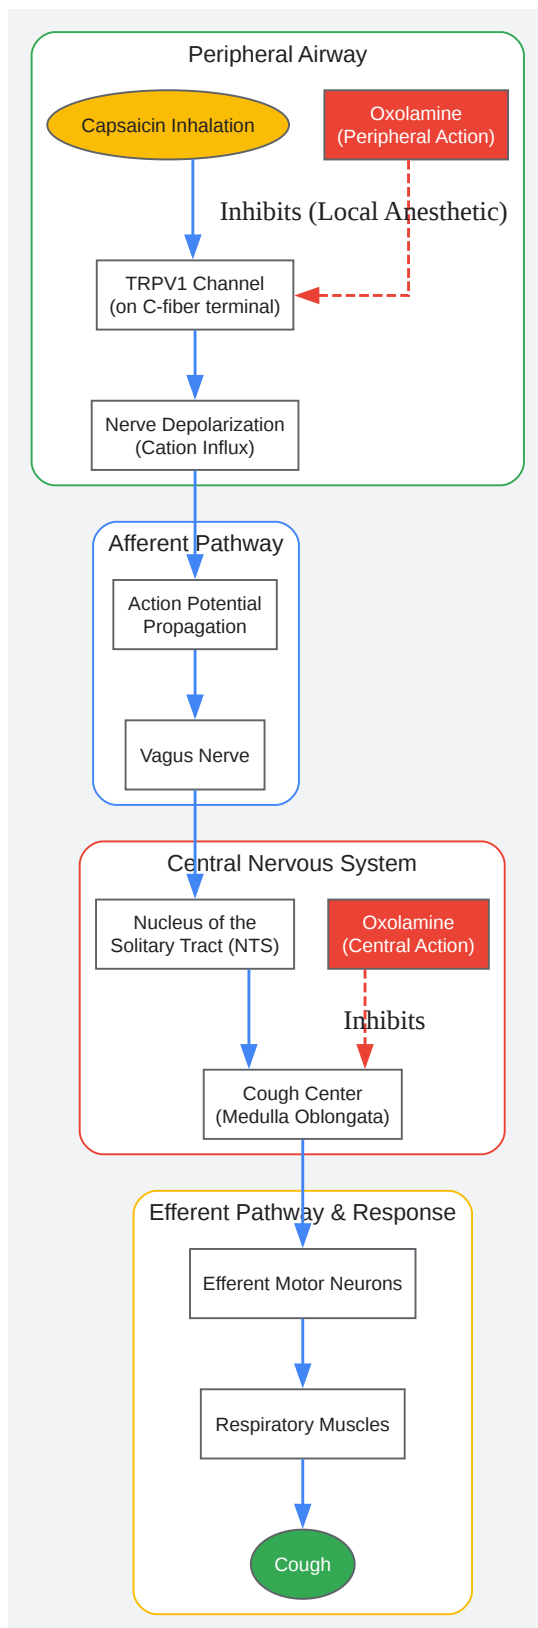 Peripheral Airway
Capsaicin Inhalation
Oxolamine
(Peripheral Action)
Inhibits (Local Anesthetic)
TRPV1 Channel
(on C-fiber terminal)
Nerve Depolarization
(Cation Influx)
Afferent Pathway
Action Potential
Propagation
Vagus Nerve
Central Nervous System
Nucleus of the
Solitary Tract (NTS)
Oxolamine
(Central Action)
Inhibits
Cough Center
(Medulla Oblongata)
Efferent Pathway & Response
Efferent Motor Neurons
Respiratory Muscles
Cough